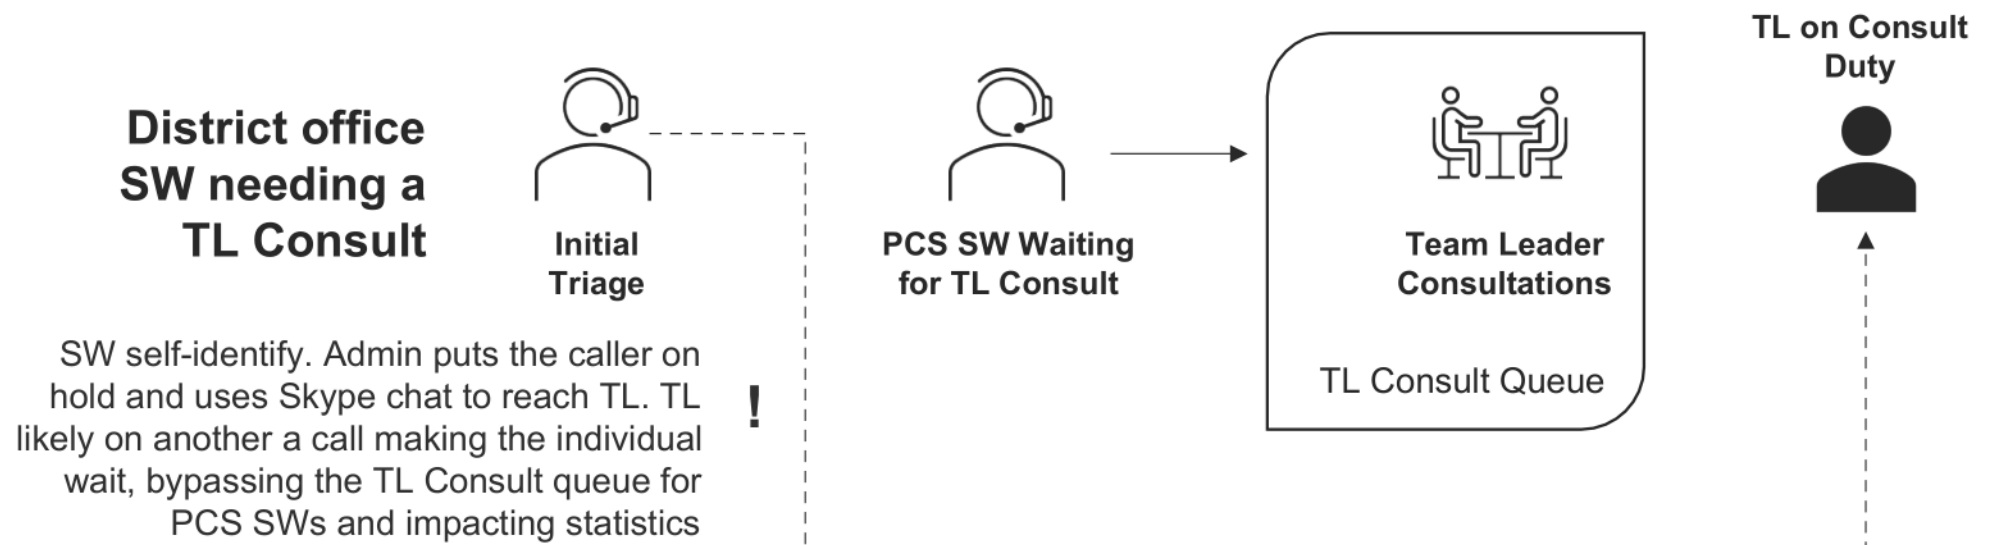 District office
SW needing a
TL Consult
SW self-identify. Admin puts the caller on
hold and uses Skype chat to reach TL. TL
likely on another a call making the individual
wait, bypassing the TL Consult queue for
PCS SWs and impacting statistics
!
Initial
Triage
PCS SW Waiting
for TL Consult
Team Leader
Consultations
TL Consult Queue
TL on Consult
Duty